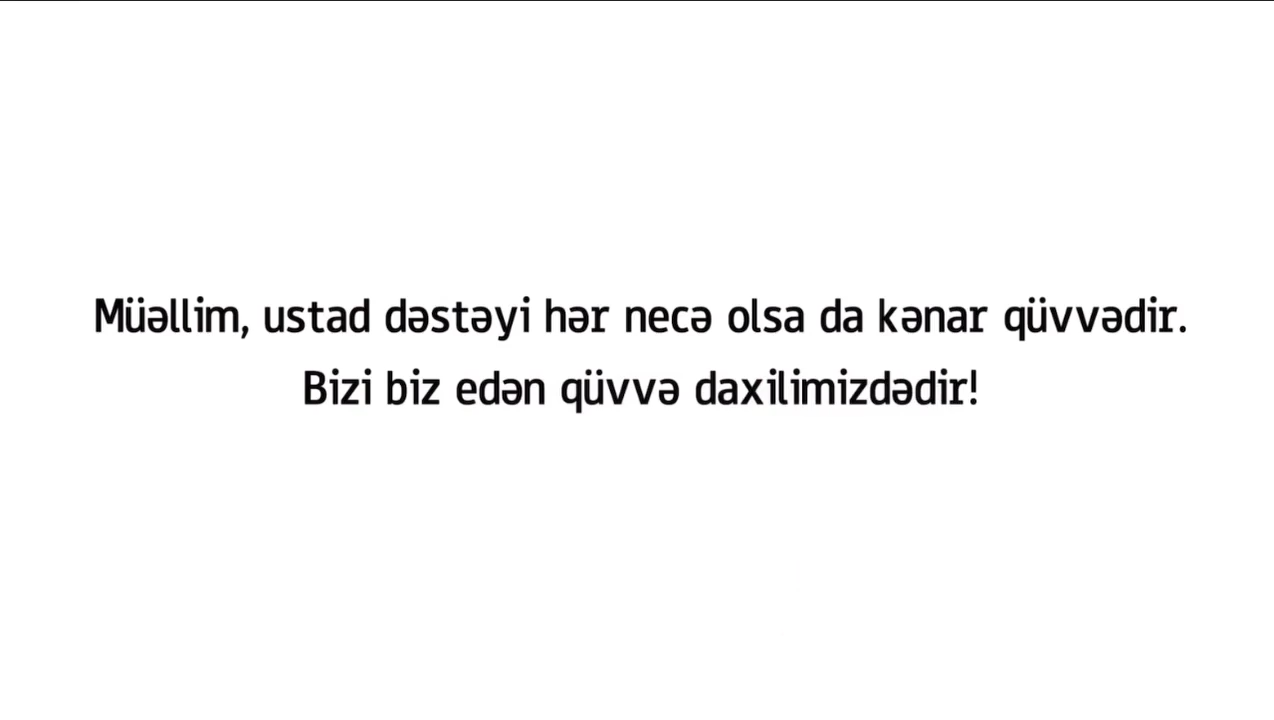 Müəllim, ustad dəstəyi hər necə olsa da kənar qüvvədir.
Bizi biz edən qüvvə daxilimizdədir!